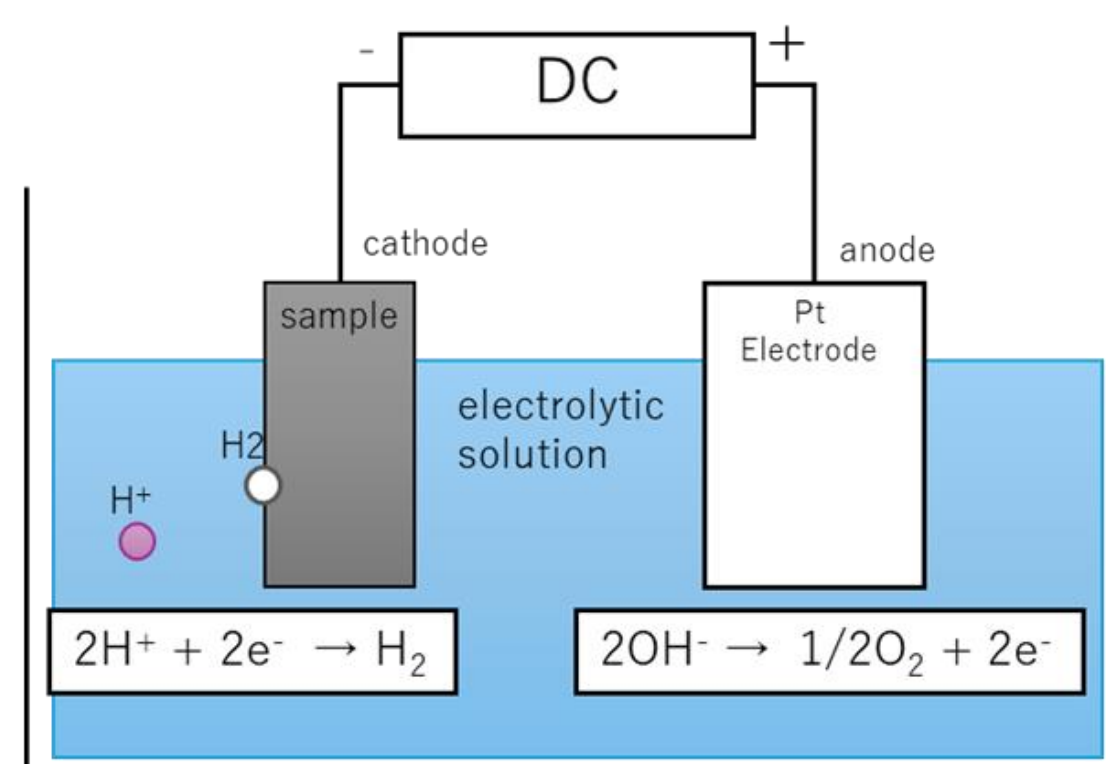 - DC +
cathode
anode
sample
Pt
Electrode
electrolytic
solution
H2
H⁺
2H⁺ + 2e⁻ → H₂
2OH⁻ → 1/2O₂ + 2e⁻